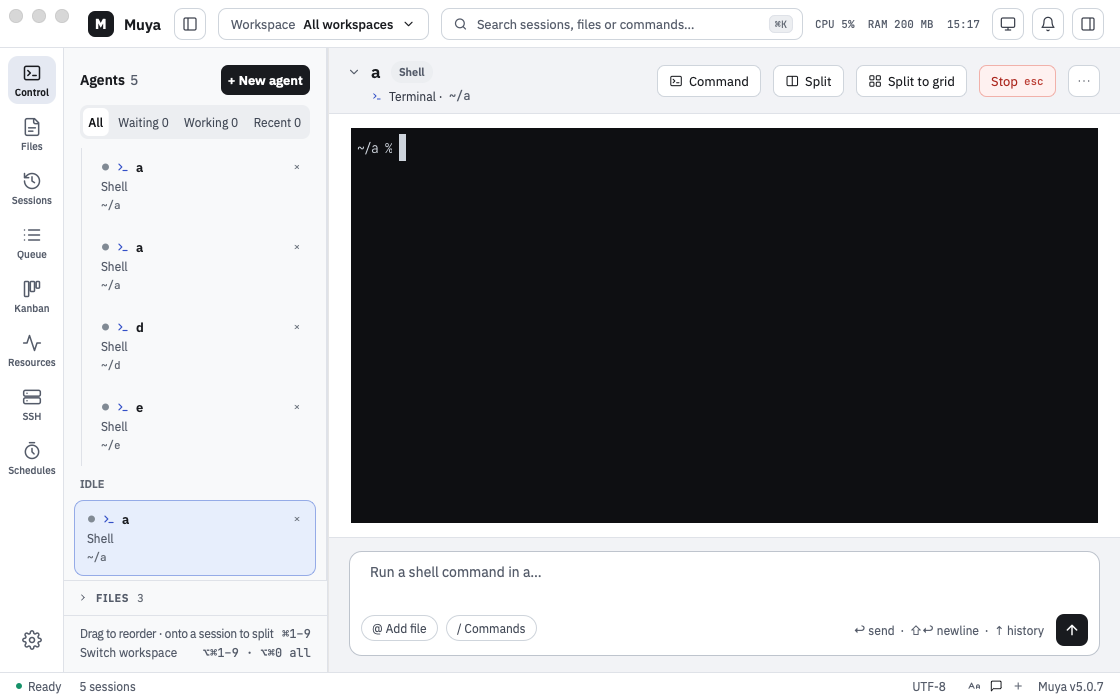 M Muya Workspace All workspaces Search sessions, files or commands... ⌘K CPU 5% RAM 200 MB 15:17
Control
Files
Sessions
Queue
Kanban
Resources
SSH
Schedules
Agents 5 + New agent
All Waiting 0 Working 0 Recent 0
a ×
Shell
~/a
a ×
Shell
~/a
d ×
Shell
~/d
e ×
Shell
~/e
IDLE
a ×
Shell
~/a
FILES 3
Drag to reorder · onto a session to split ⌘1–9
Switch workspace ⌥⌘1–9 · ⌥⌘0 all
a Shell
Terminal · ~/a
Command Split Split to grid Stop esc ...
~/a %
Run a shell command in a...
@ Add file / Commands
↩ send · ⇧↩ newline · ↑ history
Ready 5 sessions UTF-8 Aa + Muya v5.0.7